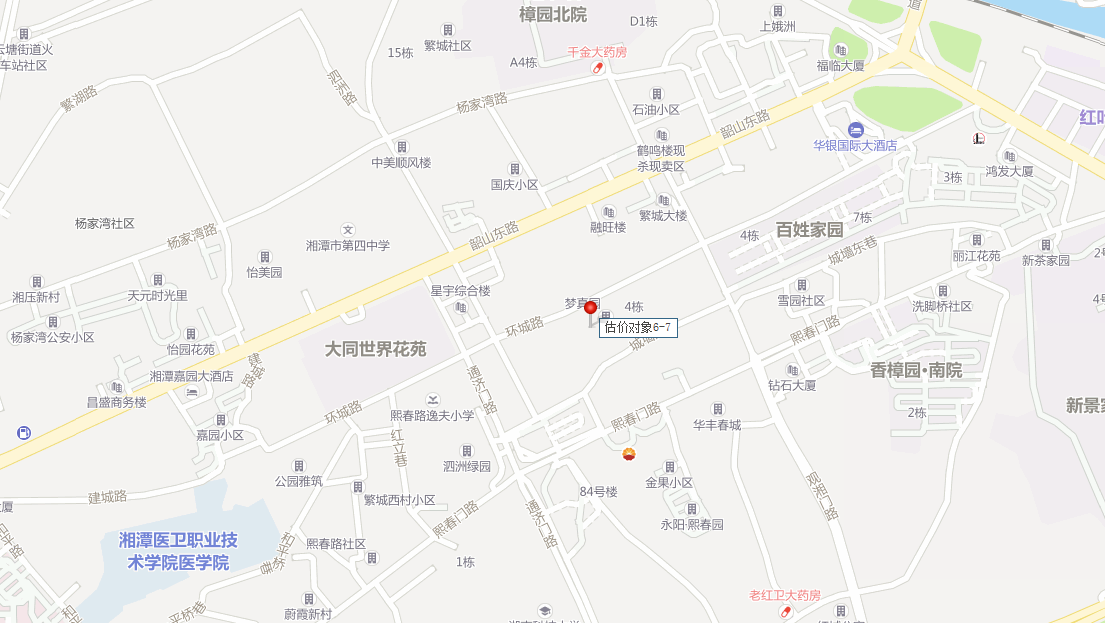 樟园北院
D1栋
上娥洲
道
云塘街道火
车站社区
繁城社区
15栋
A4栋
千金大药房
福临大厦
繁湖路
泗洲路
杨家湾路
石油小区
韶山东路
华银国际大酒店
鹤鸣楼现
杀现卖区
中美顺风楼
国庆小区
3栋
鸿发大厦
杨家湾社区
杨家湾路
湘潭市第四中学
韶山东路
融旺楼
繁城大楼
7栋
百姓家园
4栋
城墙东巷
丽江花苑
新茶家园
怡美园
湘压新村
天元时光里
星宇综合楼
4栋
雪园社区
洗脚桥社区
估价对象6-7
环城路
熙春门路
杨家湾公安小区
怡园花苑
大同世界花苑
建城路
湘潭嘉园大酒店
昌盛商务楼
通济门路
钻石大厦
香樟园·南院
2栋
新景家
嘉园小区
环城路
熙春路逸夫小学
熙春门路
华丰春城
红立巷
泗洲绿园
公园雅筑
繁城西村小区
84号楼
金果小区
永阳·熙春园
观湘门路
建城路
熙春门路
通济门路
湘潭医卫职业技
术学院医学院
和平桥
熙春路社区
1栋
平桥巷
蔚霞新村
老红卫大药房